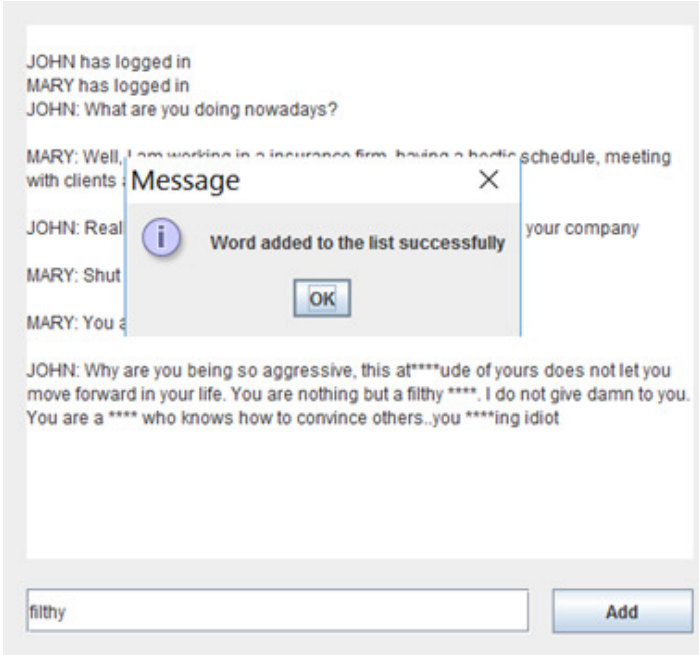 JOHN has logged in
MARY has logged in
JOHN: What are you doing nowadays?
MARY: Well, I am working in a insurance firm, having a hectic schedule, meeting
with clients
Message
JOHN: Real
your company
Word added to the list successfully
MARY: Shut
OK
MARY: You a
JOHN: Why are you being so aggressive, this at****ude of yours does not let you
move forward in your life. You are nothing but a filthy ****. I do not give damn to you.
You are a **** who knows how to convince others..you ****ing idiot
filthy
Add